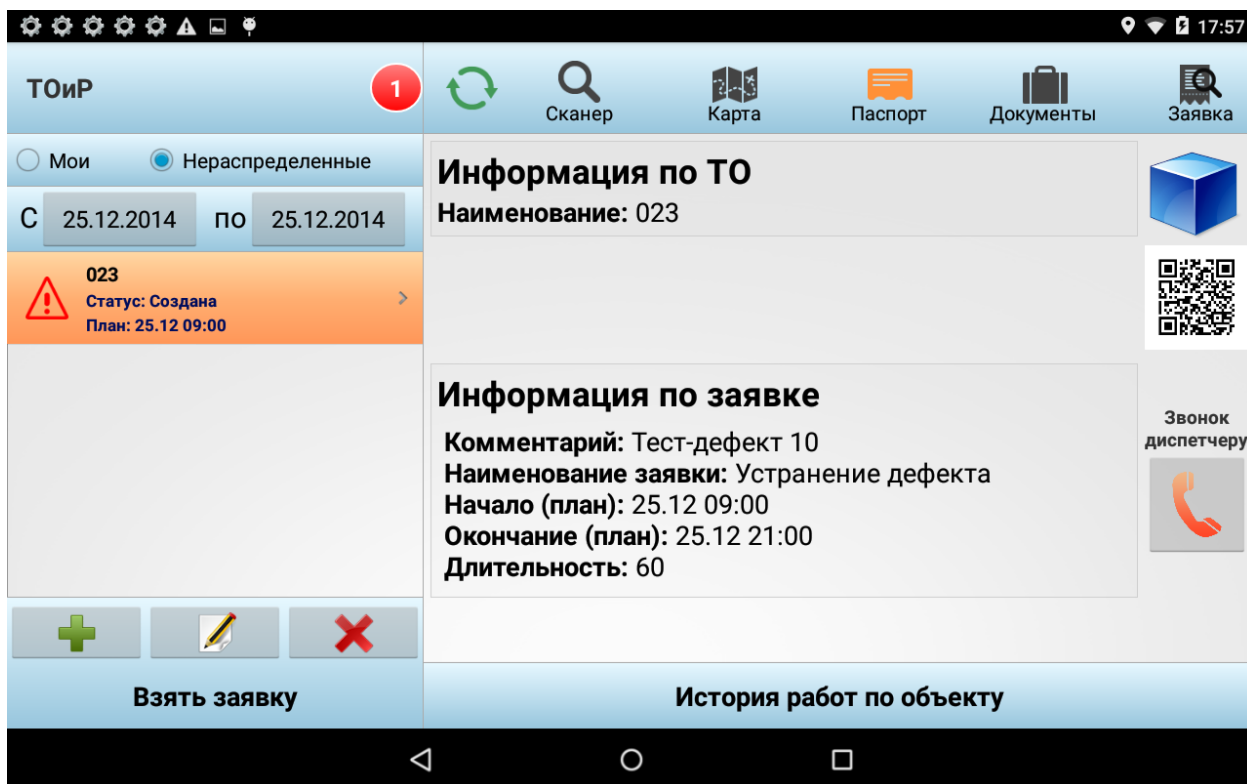 17:57
ТОиР
1
Сканер
Карта
Паспорт
Документы
Заявка
Мои
Нераспределенные
С 25.12.2014 по 25.12.2014
023
Статус: Создана
План: 25.12 09:00
Информация по ТО
Наименование: 023
Информация по заявке
Комментарий: Тест-дефект 10
Наименование заявки: Устранение дефекта
Начало (план): 25.12 09:00
Окончание (план): 25.12 21:00
Длительность: 60
Звонок
диспетчеру
Взять заявку
История работ по объекту